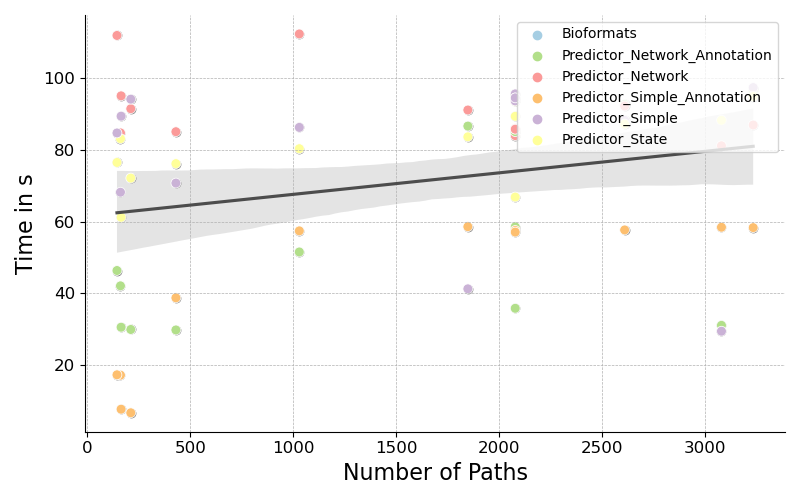 Bioformats
Predictor_Network_Annotation
Predictor_Network
Predictor_Simple_Annotation
Predictor_Simple
Predictor_State
Time in s
100
80
60
40
20
0 500 1000 1500 2000 2500 3000
Number of Paths